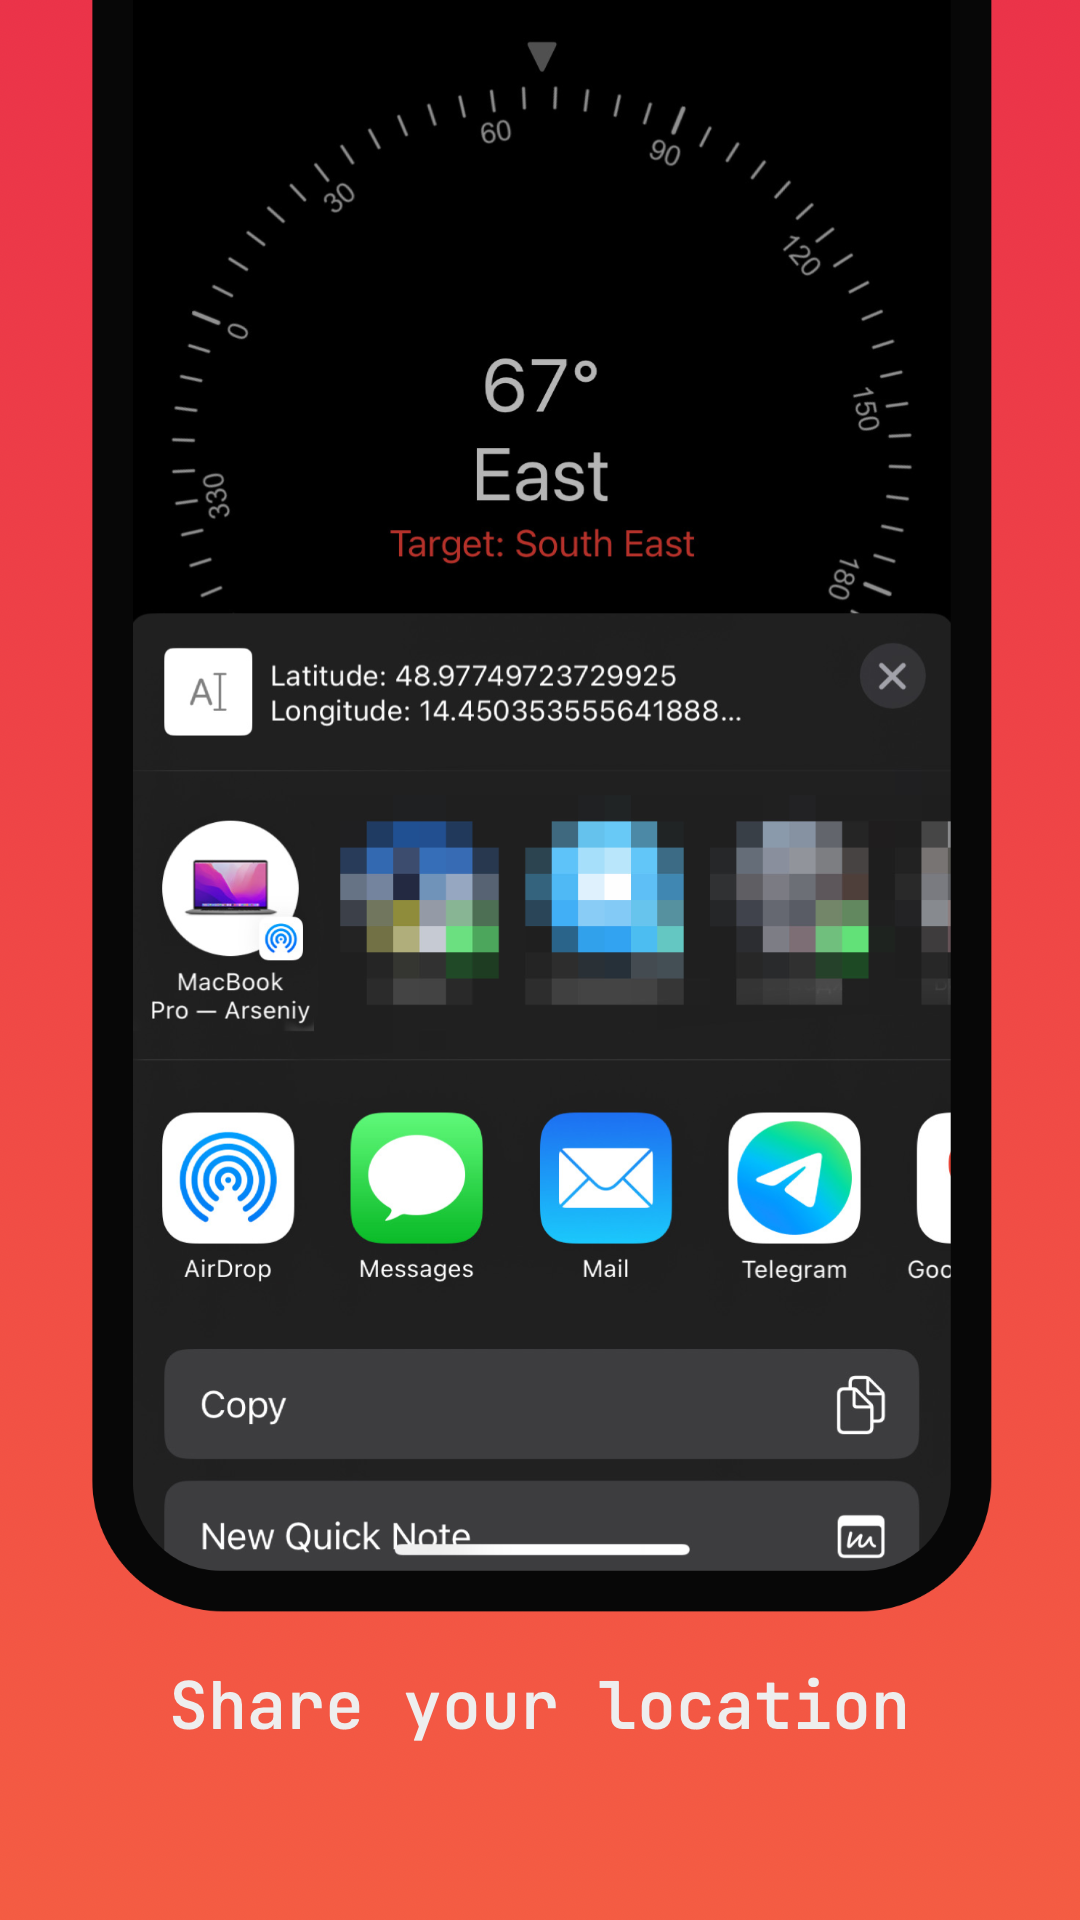 60
90
30
120
0
150
330
180
67°
East
Target: South East
AI
Latitude: 48.97749723729925
Longitude: 14.450353555641888...
MacBook
Pro — Arseniy
AirDrop
Messages
Mail
Telegram
Goo
Copy
New Quick Note
Share your location